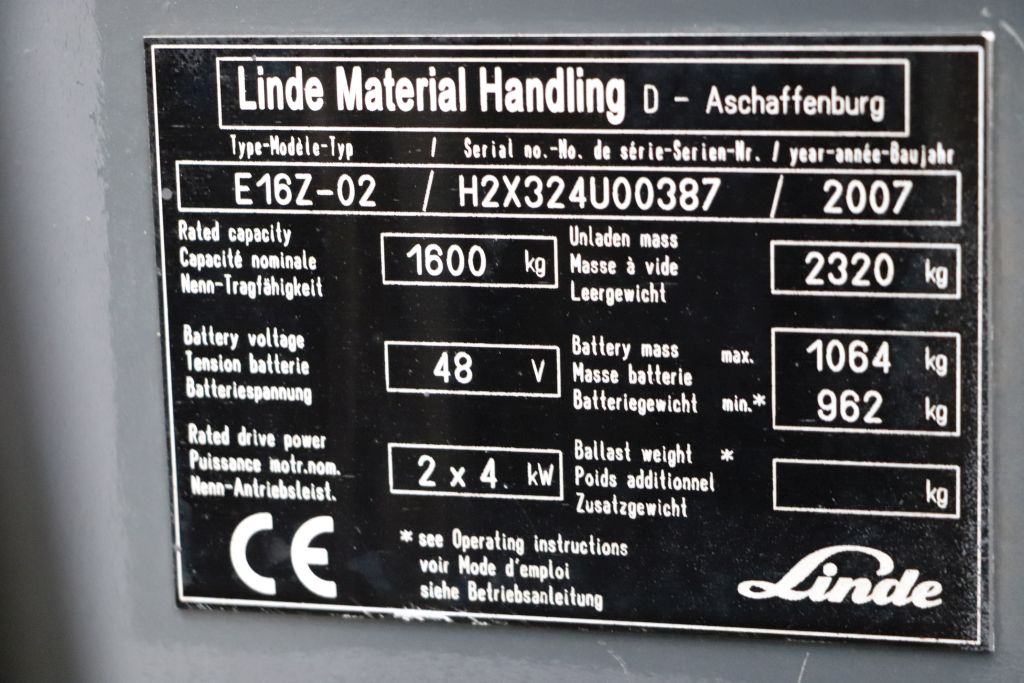 Linde Material Handling D - Aschaffenburg
Type-Modèle-Typ / Serial no.-No. de série-Serien-Nr. / year-année-Baujahr
E16Z-02 / H2X324U00387 / 2007
Rated capacity
Capacité nominale
Nenn-Tragfähigkeit
1600 kg
Unladen mass
Masse à vide
Leergewicht
2320 kg
Battery voltage
Tension batterie
Batteriespannung
48 V
Battery mass max.
Masse batterie
Batteriegewicht min.*
1064 kg
962 kg
Rated drive power
Puissance motr.nom.
Nenn-Antriebsleist.
2 x 4. kW
Ballast weight *
Poids additionnel
Zusatzgewicht
kg
CE
* see Operating instructions
voir Mode d'emploi
siehe Betriebsanleitung
Linde